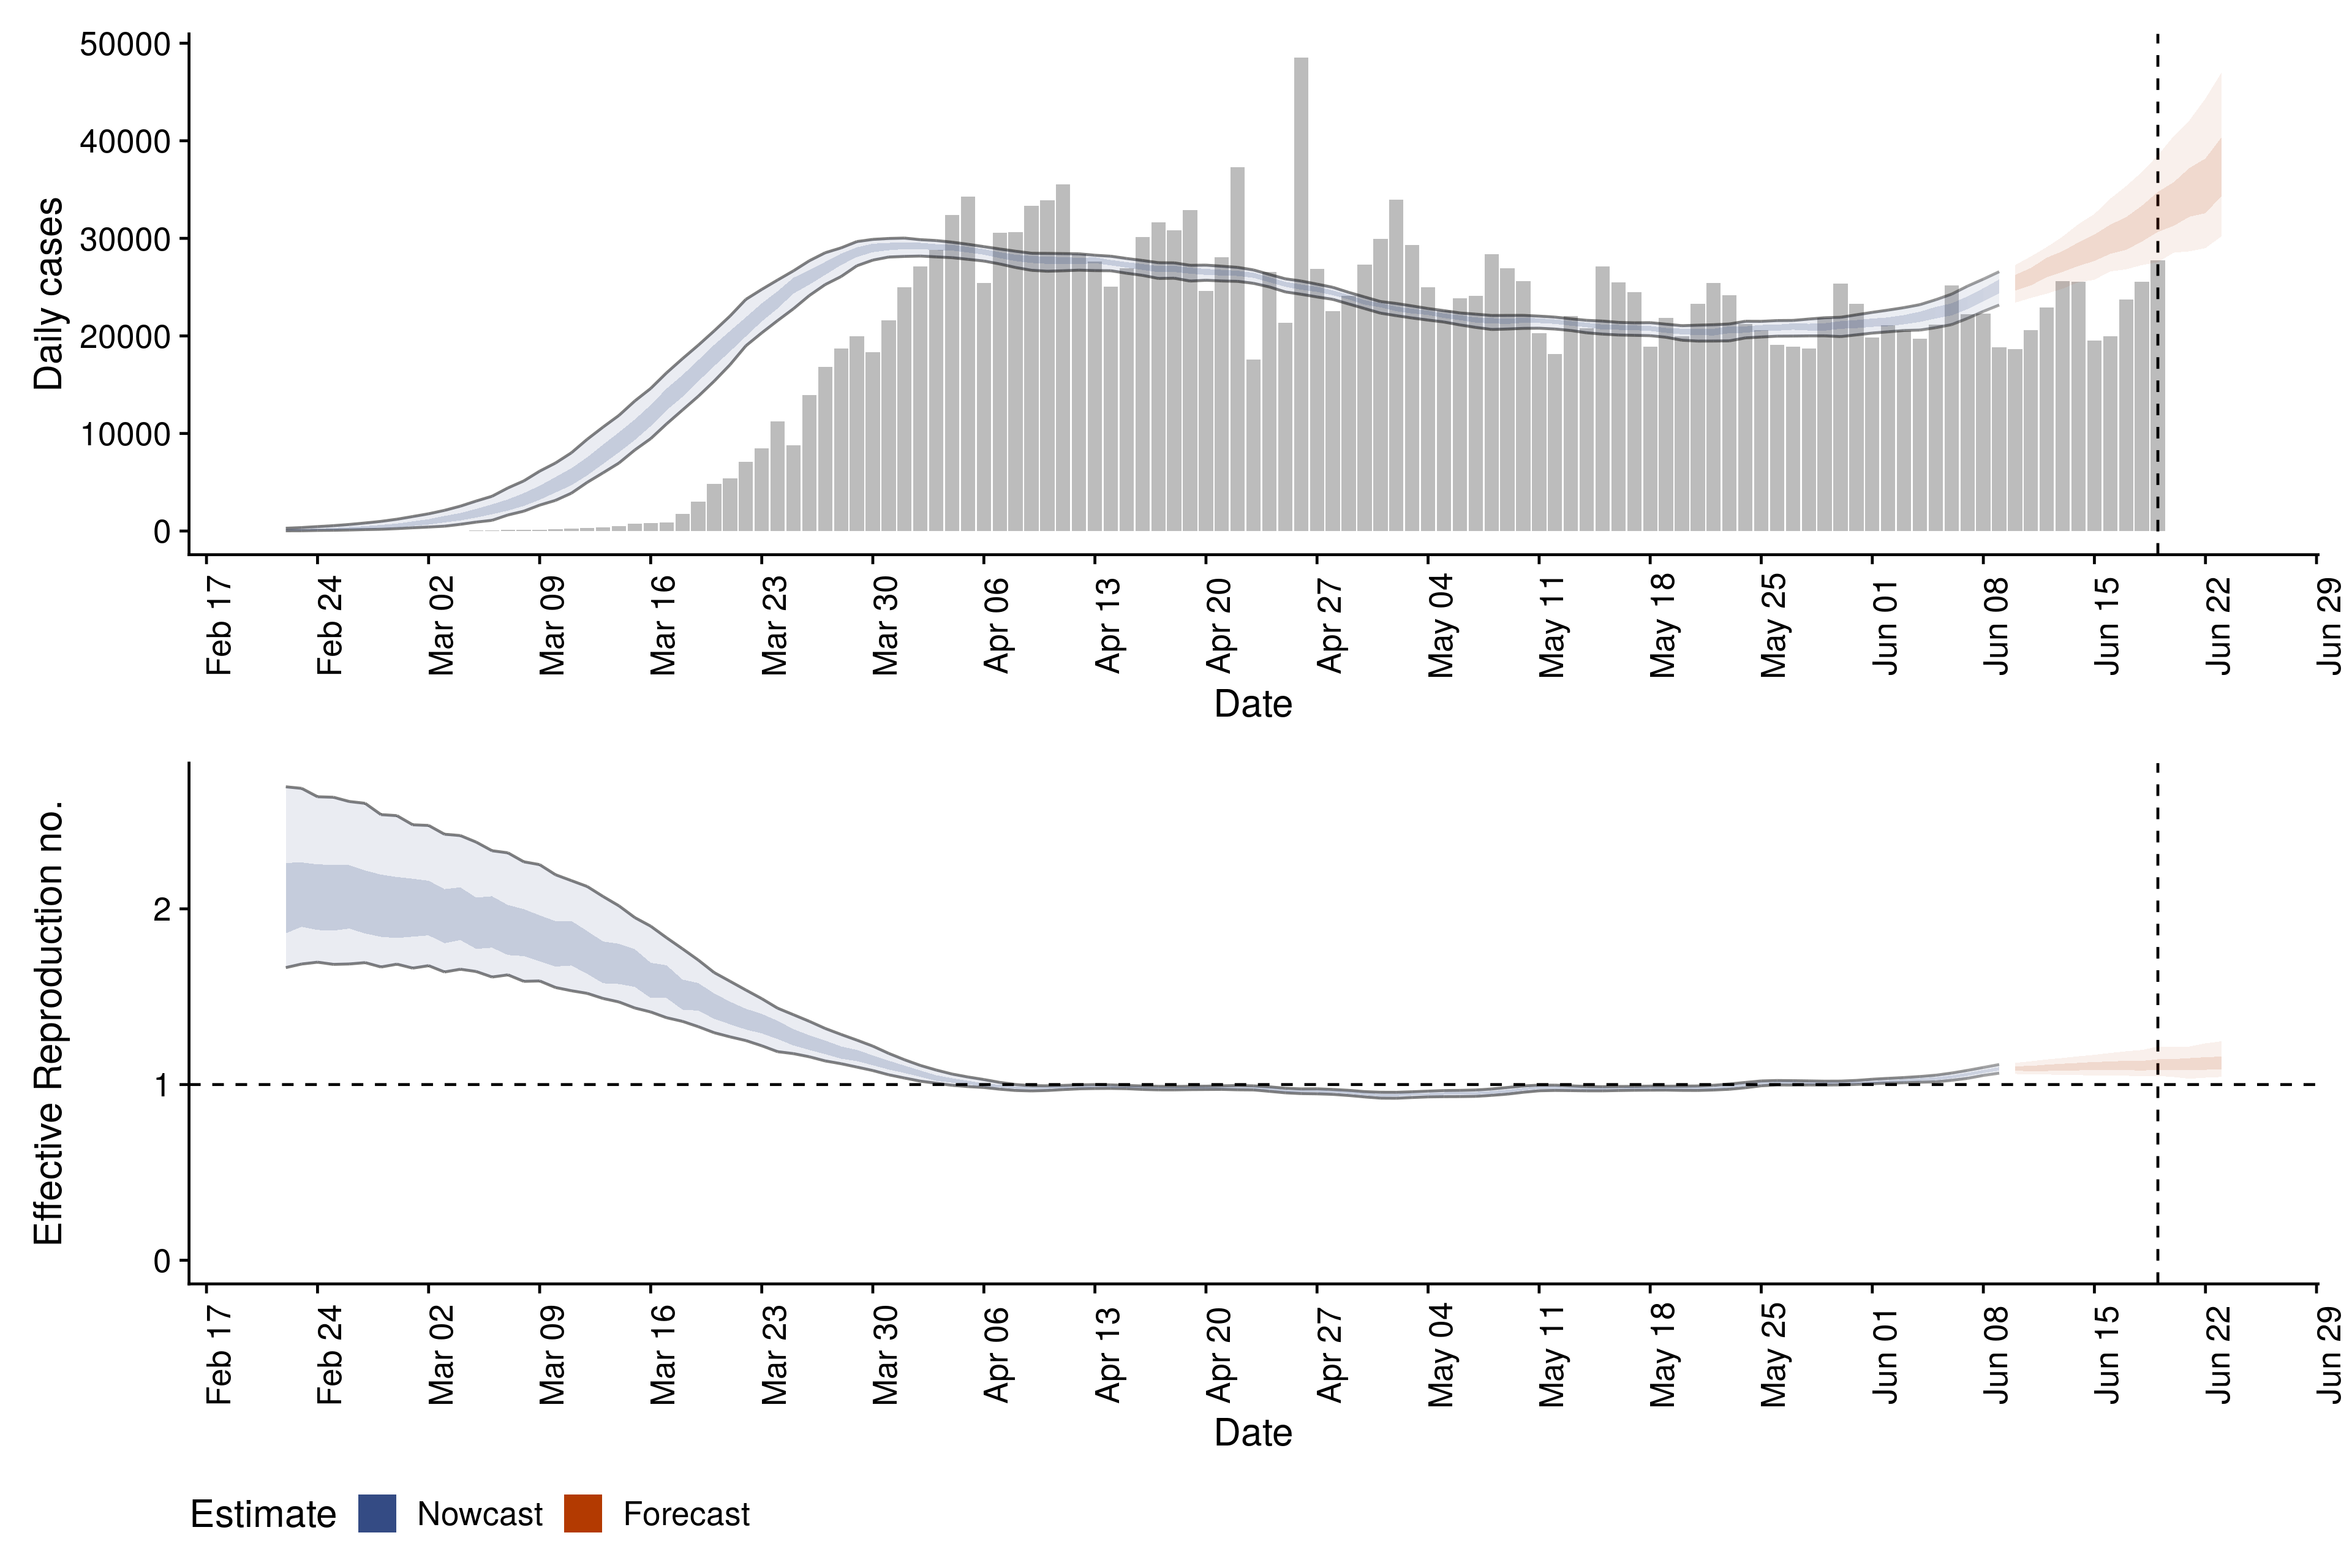 Daily cases
50000
40000
30000
20000
10000
0
Feb 17
Feb 24
Mar 02
Mar 09
Mar 16
Mar 23
Mar 30
Apr 06
Apr 13
Apr 20
Apr 27
May 04
May 11
May 18
May 25
Jun 01
Jun 08
Jun 15
Jun 22
Jun 29
Date
Effective Reproduction no.
2
1
0
Feb 17
Feb 24
Mar 02
Mar 09
Mar 16
Mar 23
Mar 30
Apr 06
Apr 13
Apr 20
Apr 27
May 04
May 11
May 18
May 25
Jun 01
Jun 08
Jun 15
Jun 22
Jun 29
Date
Estimate Nowcast Forecast